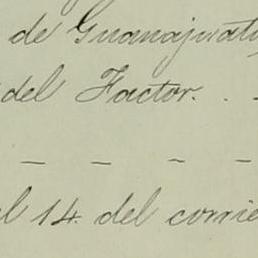 de Guanajuato
del Factor. . -
- - - -
el 14. del corrie